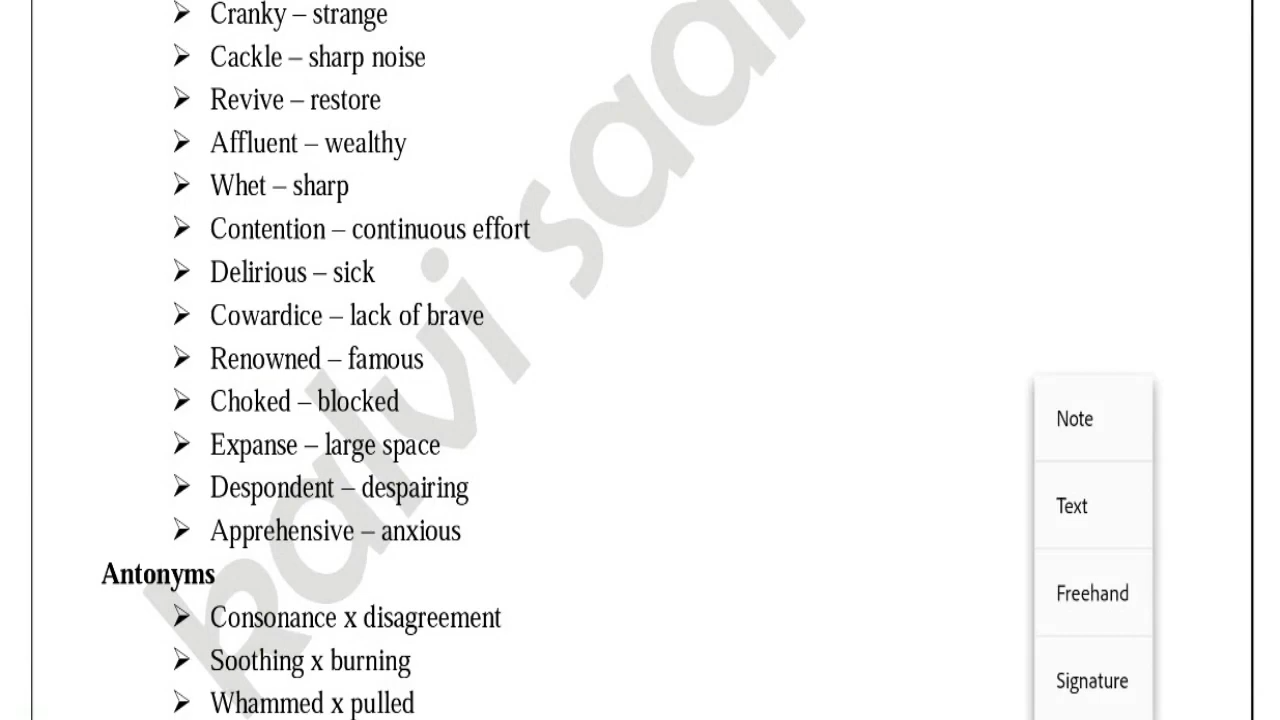 Cranky – strange
Cackle – sharp noise
Revive – restore
Affluent – wealthy
Whet – sharp
Contention – continuous effort
Delirious – sick
Cowardice – lack of brave
Renowned – famous
Choked – blocked
Expanse – large space
Despondent – despairing
Apprehensive – anxious
Antonyms
Consonance x disagreement
Soothing x burning
Whammed x pulled
Note
Text
Freehand
Signature
kalvi